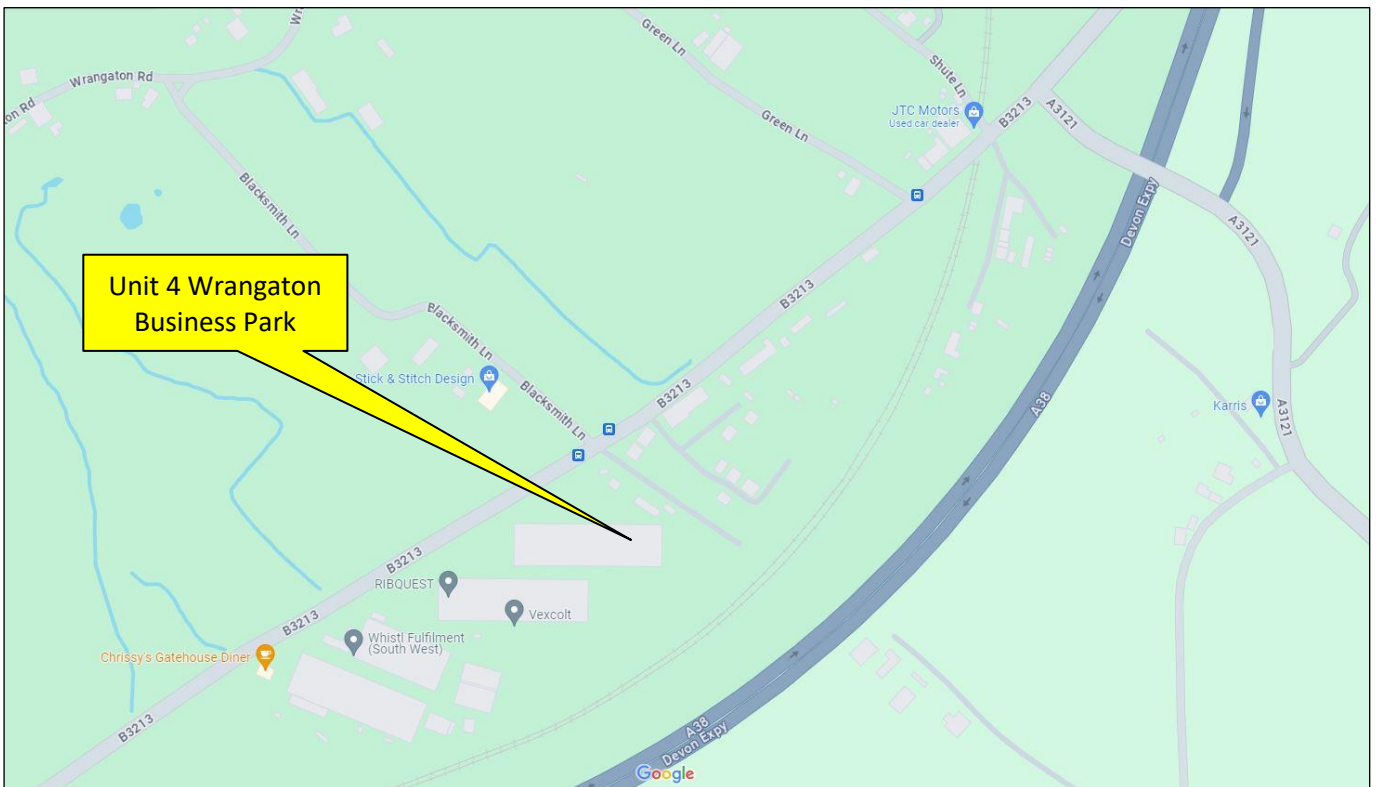 Wr
Green Ln
Wrangaton Rd
on Rd
Shute Ln
JTC Motors
Used car dealer
B3213
A3121
Green Ln
Blacksmith Ln
Devon Expy
A3121
Unit 4 Wrangaton
Business Park
B3213
Blacksmith Ln
Stick & Stitch Design
Blacksmith Ln
B3213
A38
Karris
A3121
B3213
RIBQUEST
Vexcolt
B3213
Whistl Fulfilment
(South West)
Chrissy's Gatehouse Diner
B3213
A38
Devon Expy
Google